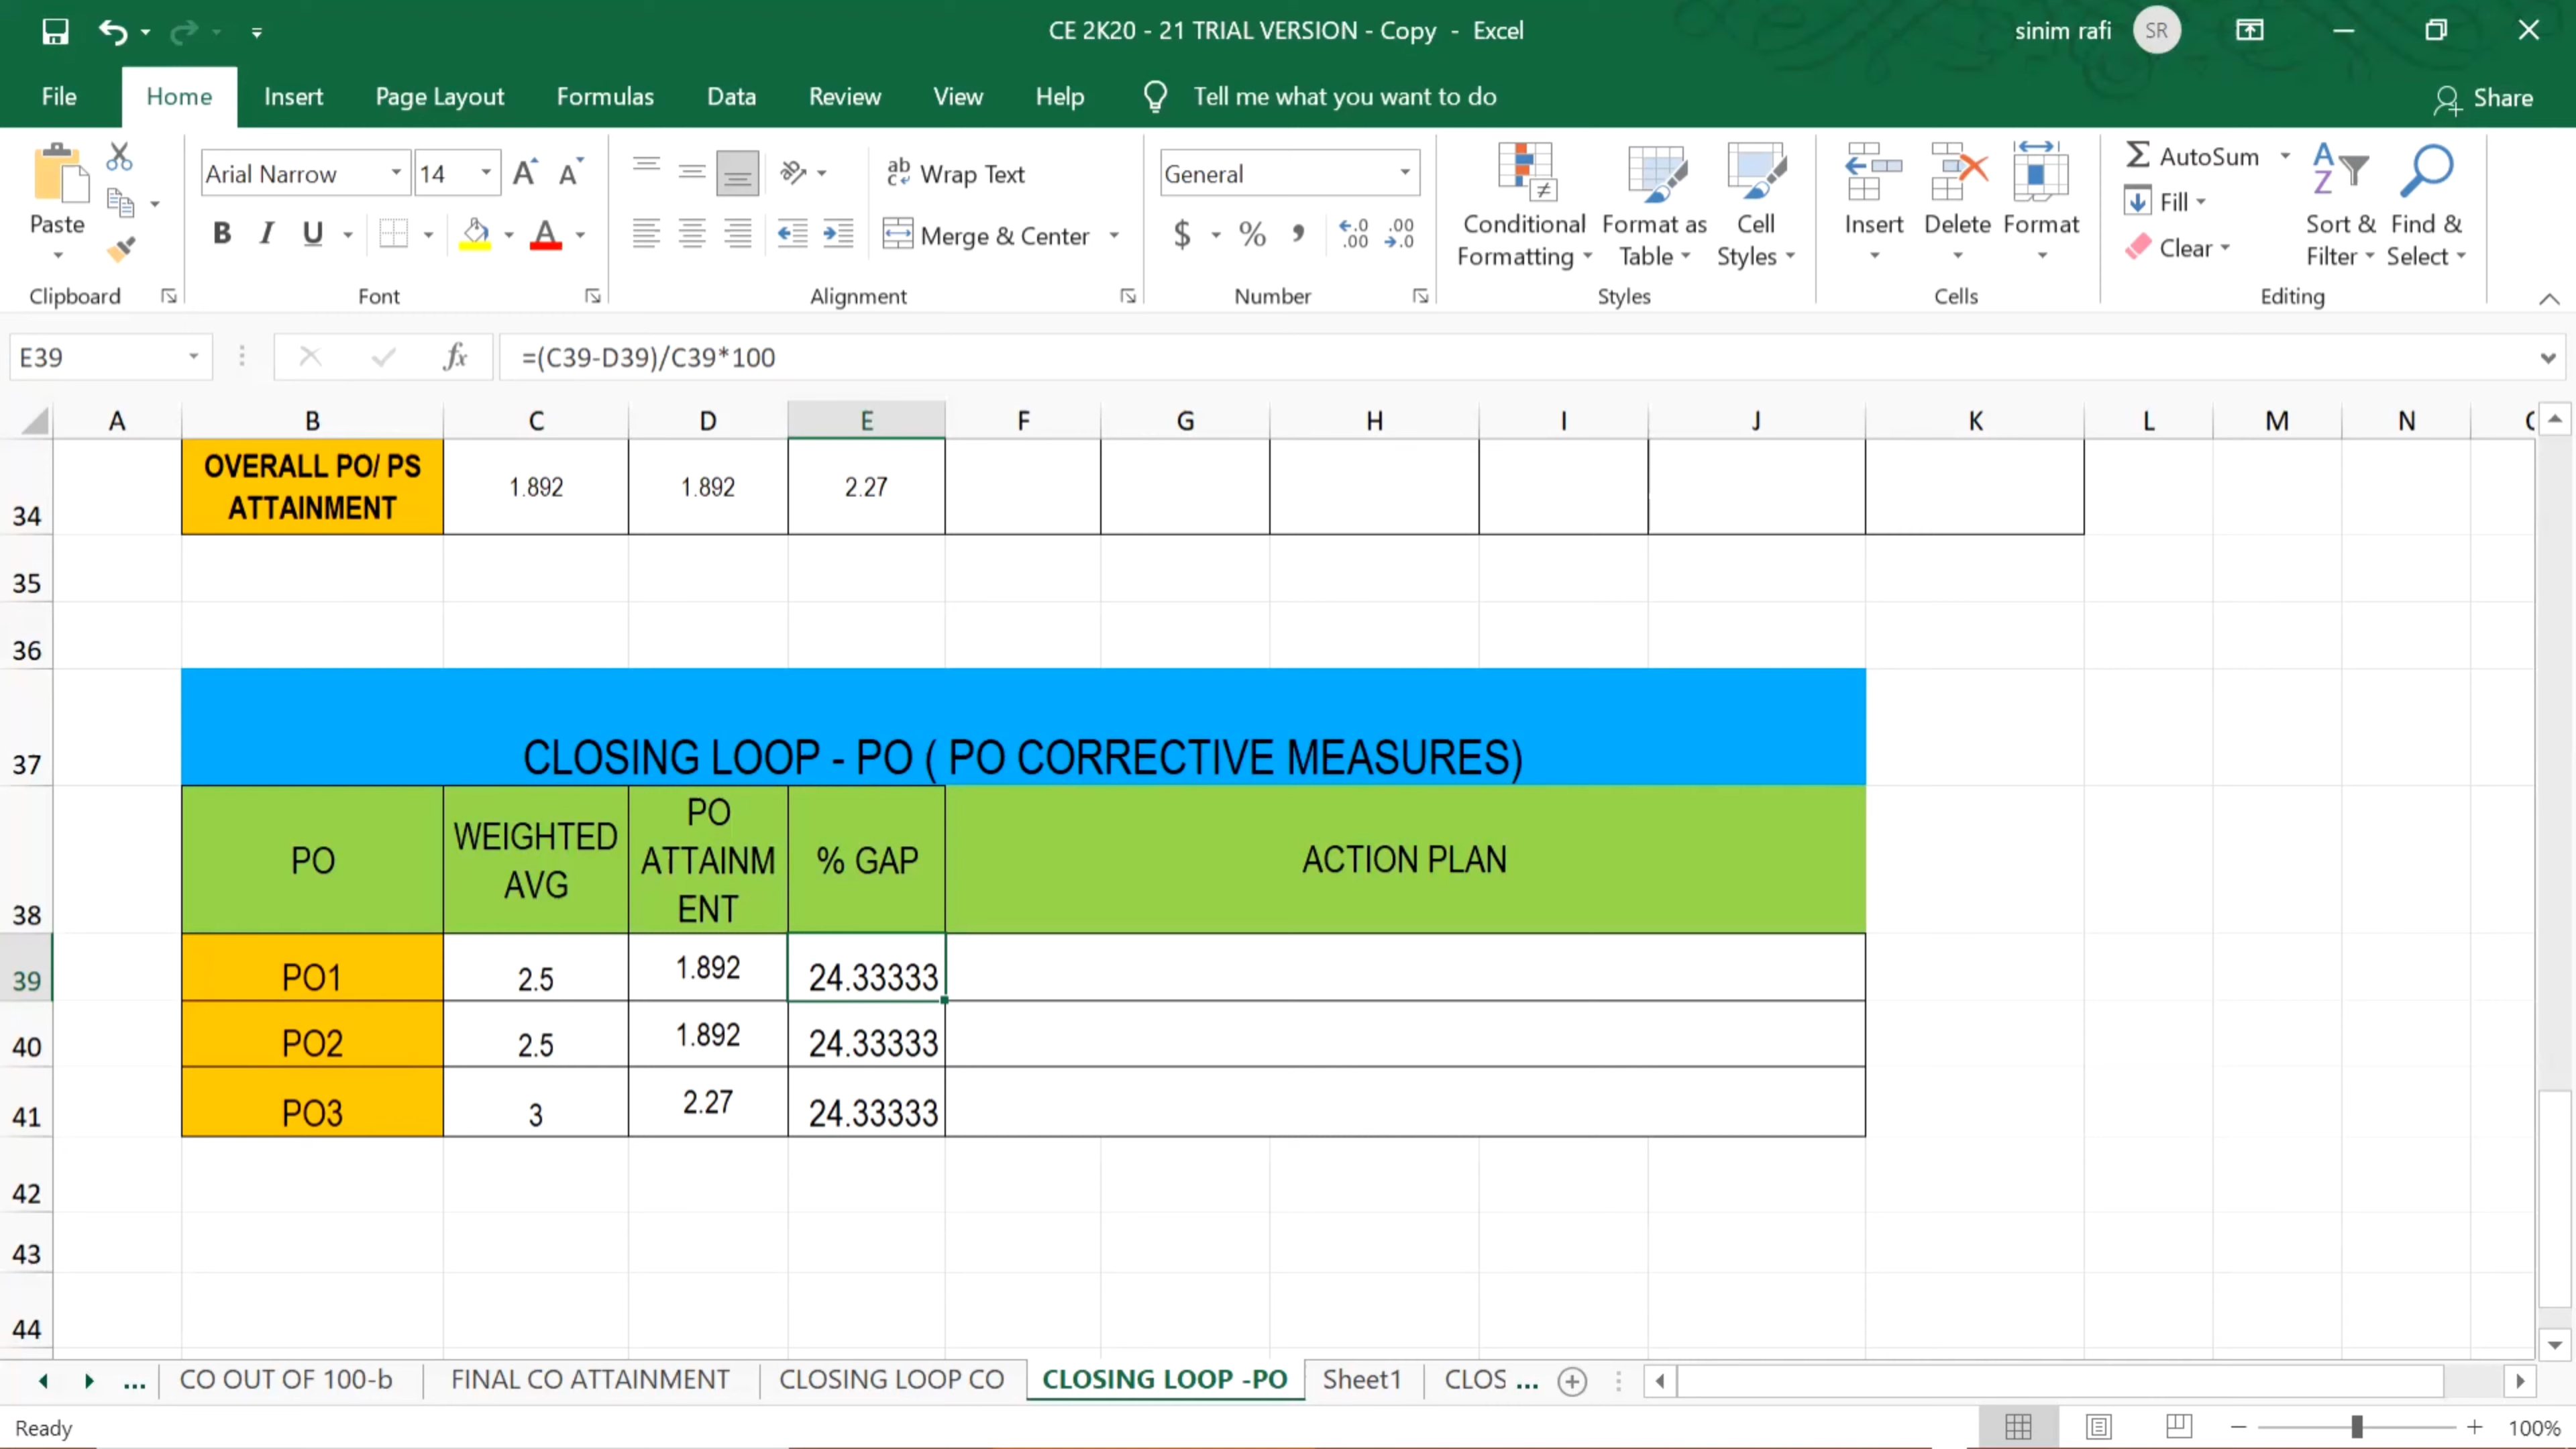 CE 2K20 - 21 TRIAL VERSION - Copy - Excel
sinim rafi SR
File Home Insert Page Layout Formulas Data Review View Help Tell me what you want to do Share
Paste
Clipboard
Arial Narrow 14
B I U
Font
ab Wrap Text
Merge & Center
Alignment
General
$ % , .00 .00
Number
Conditional Formatting
Format as Table
Cell Styles
Styles
Insert Delete Format
Cells
AutoSum
Fill
Clear
Sort & Filter
Find & Select
Editing
E39 fx =(C39-D39)/C39*100
A B C D E F G H I J K L M N
34 OVERALL PO/ PS ATTAINMENT 1.892 1.892 2.27
35
36
37 CLOSING LOOP - PO ( PO CORRECTIVE MEASURES)
38 PO WEIGHTED AVG PO ATTAINMENT % GAP ACTION PLAN
39 PO1 2.5 1.892 24.33333
40 PO2 2.5 1.892 24.33333
41 PO3 3 2.27 24.33333
42
43
44
... CO OUT OF 100-b FINAL CO ATTAINMENT CLOSING LOOP CO CLOSING LOOP -PO Sheet1 CLOS ...
Ready 100%